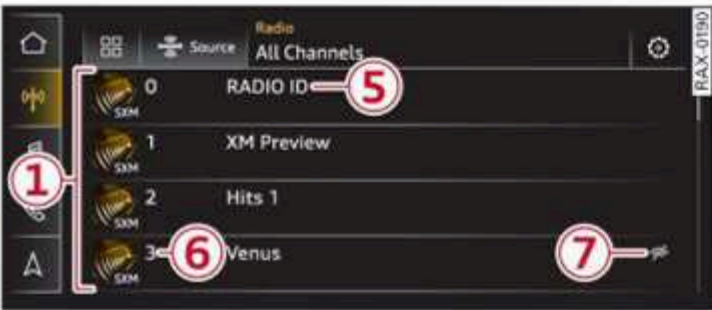 Radio
Source All Channels
0 RADIO ID 5
SXM
1 XM Preview
SXM
1
2 Hits 1
SXM
3 6 Venus 7
SXM
RAX-0190